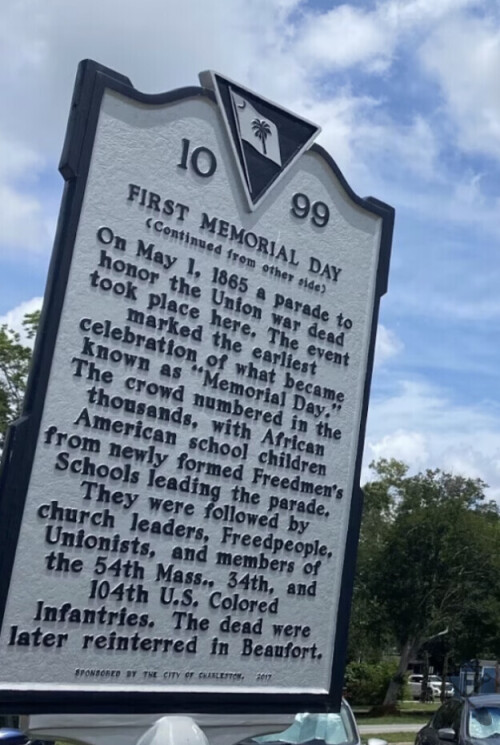 10 99
FIRST MEMORIAL DAY
(Continued from other side)
On May 1, 1865 a parade to
honor the Union war dead
took place here. The event
marked the earliest
celebration of what became
known as "Memorial Day."
The crowd numbered in the
thousands, with African
American school children
from newly formed Freedmen's
Schools leading the parade.
They were followed by
church leaders, Freedpeople,
Unionists, and members of
the 54th Mass., 34th, and
104th U.S. Colored
Infantries. The dead were
later reinterred in Beaufort.
SPONSORED BY THE CITY OF CHARLESTON, 2017